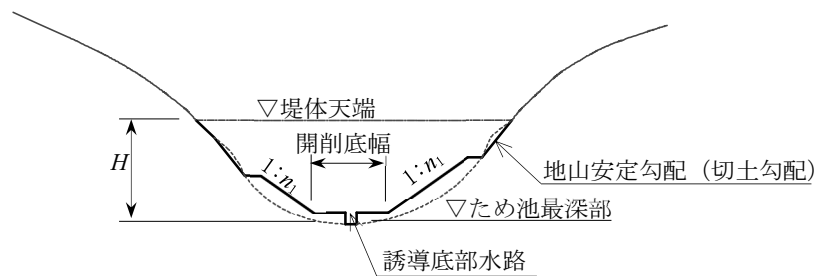 ▽堤体天端
開削底幅
H
1:n₁
1:n₁
地山安定勾配（切土勾配）
▽ため池最深部
誘導底部水路